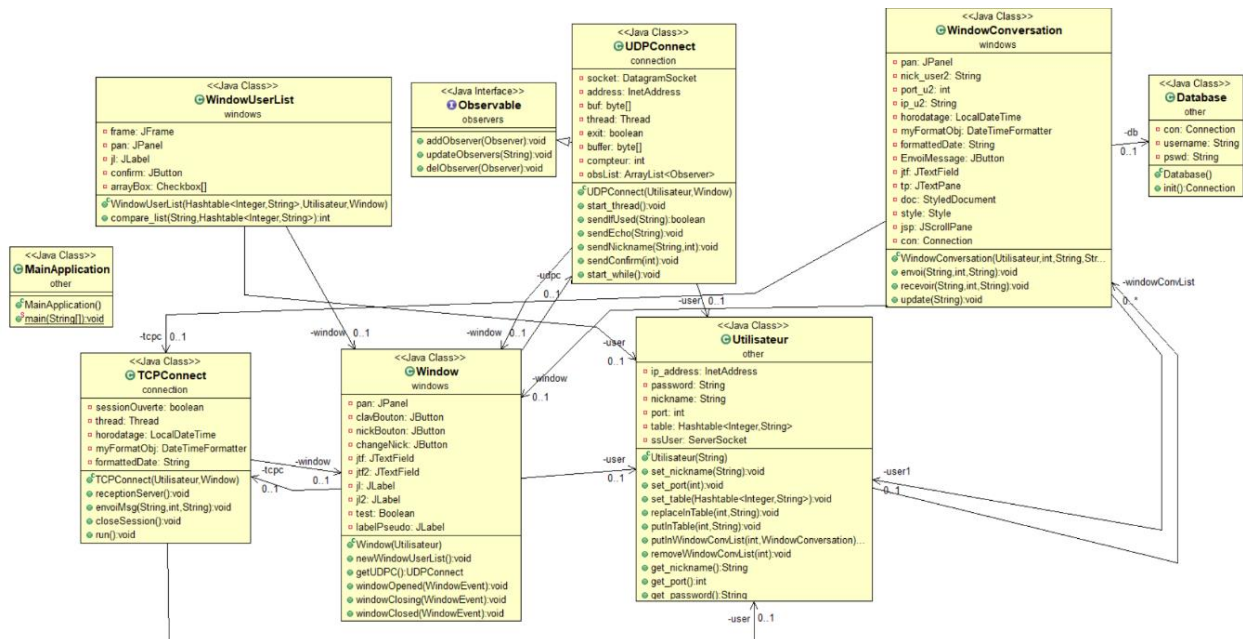 <<Java Class>>
WindowUserList
windows
frame: JFrame
pan: JPanel
jl: JLabel
confirm: JButton
arrayBox: Checkbox[]
WindowUserList(Hashtable<Integer,String>,Utilisateur,Window)
compare_list(String,Hashtable<Integer,String>):int
<<Java Interface>>
Observable
observers
addObserver(Observer):void
updateObservers(String):void
delObserver(Observer):void
<<Java Class>>
UDPConnect
connection
socket: DatagramSocket
address: InetAddress
buf: byte[]
thread: Thread
exit: boolean
buffer: byte[]
compteur: int
obsList: ArrayList<Observer>
UDPConnect(Utilisateur,Window)
start_thread():void
sendIfUsed(String):boolean
sendEcho(String):void
sendNickname(String,int):void
sendConfirm(int):void
start_while():void
<<Java Class>>
WindowConversation
windows
pan: JPanel
nick_user2: String
port_u2: int
ip_u2: String
horodatage: LocalDateTime
myFormatObj: DateTimeFormatter
formattedDate: String
EnvoiMessage: JButton
jtf: JTextField
tp: JTextPane
doc: StyledDocument
style: Style
jsp: JScrollPane
con: Connection
WindowConversation(Utilisateur,int,String,Str...
envoi(String,int,String):void
recevoir(String,int,String):void
update(String):void
<<Java Class>>
Database
other
con: Connection
username: String
pswd: String
Database()
init():Connection
-db
0..1
<<Java Class>>
MainApplication
other
MainApplication()
main(String[]):void
-udpc
0..1
0..1
-user
0..1
-windowConvList
0..*
-tcpc
0..1
-window
0..1
-user
0..1
-window
0..1
<<Java Class>>
TCPConnect
connection
sessionOuverte: boolean
thread: Thread
horodatage: LocalDateTime
myFormatObj: DateTimeFormatter
formattedDate: String
TCPConnect(Utilisateur,Window)
receptionServer():void
envoiMsg(String,int,String):void
closeSession():void
run():void
-window
0..1
-tcpc
0..1
<<Java Class>>
Window
windows
pan: JPanel
clavBouton: JButton
nickBouton: JButton
changeNick: JButton
jtf: JTextField
jtf2: JTextField
jl: JLabel
jl2: JLabel
test: Boolean
labelPseudo: JLabel
Window(Utilisateur)
newWindowUserList():void
getUDPC():UDPConnect
windowOpened(WindowEvent):void
windowClosing(WindowEvent):void
windowClosed(WindowEvent):void
-user
0..1
<<Java Class>>
Utilisateur
other
ip_address: InetAddress
password: String
nickname: String
port: int
table: Hashtable<Integer,String>
ssUser: ServerSocket
Utilisateur(String)
set_nickname(String):void
set_port(int):void
set_table(Hashtable<Integer,String>):void
replaceInTable(int,String):void
putInTable(int,String):void
putInWindowConvList(int,WindowConversation)...
removeWindowConvList(int):void
get_nickname():String
get_port():int
get_password():String
-user1
0..1
-user
0..1